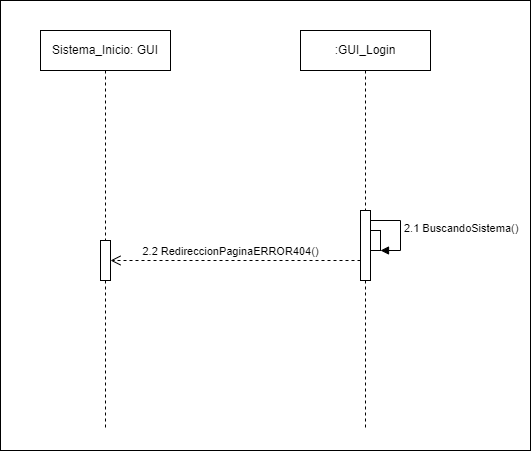 Sistema_Inicio: GUI
:GUI_Login
2.1 BuscandoSistema()
2.2 RedireccionPaginaERROR404()